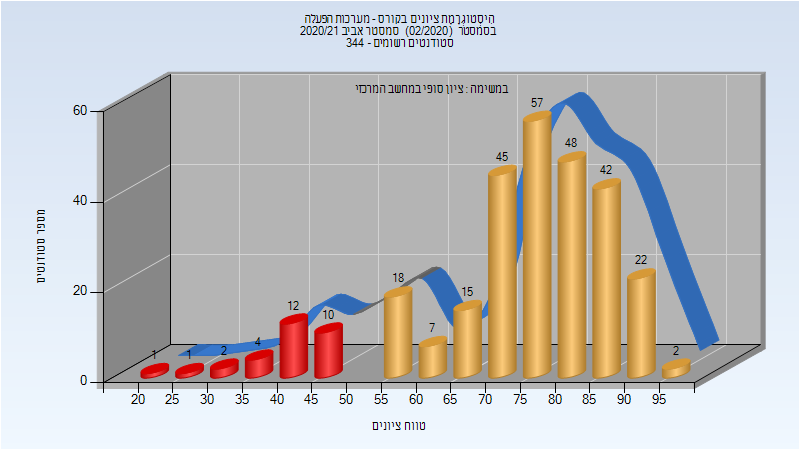 היסטוגרמת ציונים בקורס - מערכות הפעלה
בסמסטר (02/2020) סמסטר אביב 2020/21
סטודנטים רשומים - 344
במשימה : ציון סופי במחשב המרכזי
מספר סטודנטים
60
40
20
0
1
1
2
4
12
10
18
7
15
45
57
48
42
22
2
20 25 30 35 40 45 50 55 60 65 70 75 80 85 90 95
טווח ציונים